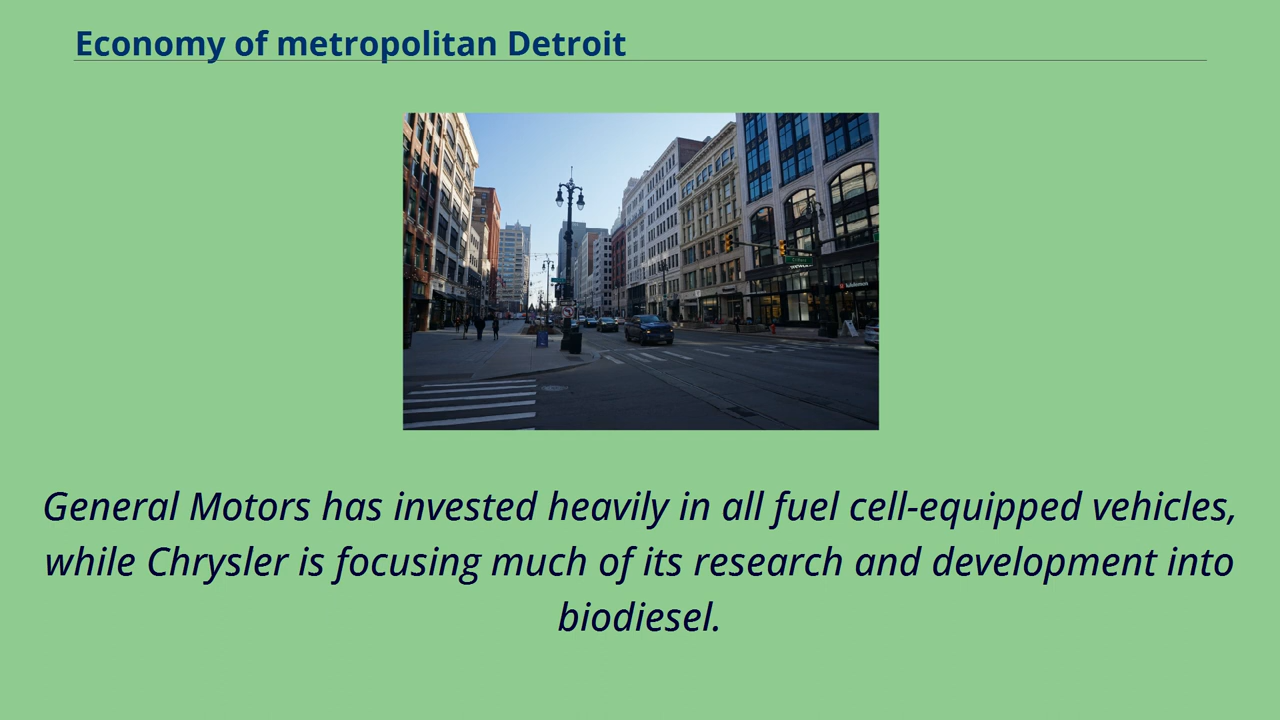 Economy of metropolitan Detroit
lululemon
General Motors has invested heavily in all fuel cell-equipped vehicles,
while Chrysler is focusing much of its research and development into
biodiesel.